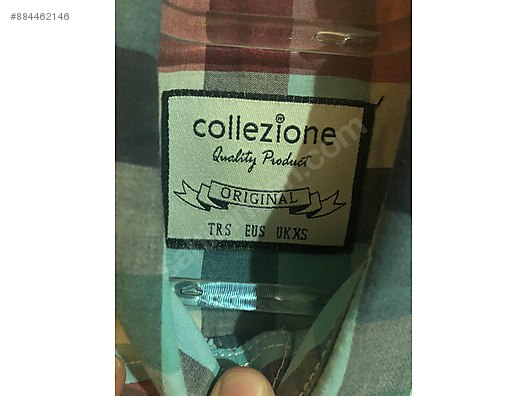 #884462146
collezione
Quality Product
ORIGINAL
TRS EUS UKXS